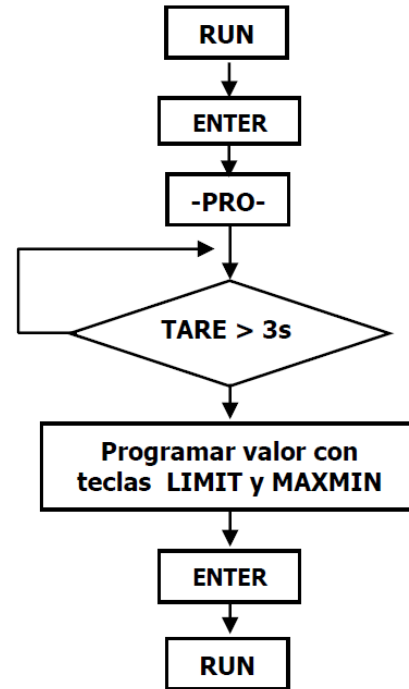 RUN
ENTER
-PRO-
TARE > 3s
Programar valor con
teclas LIMIT y MAXMIN
ENTER
RUN